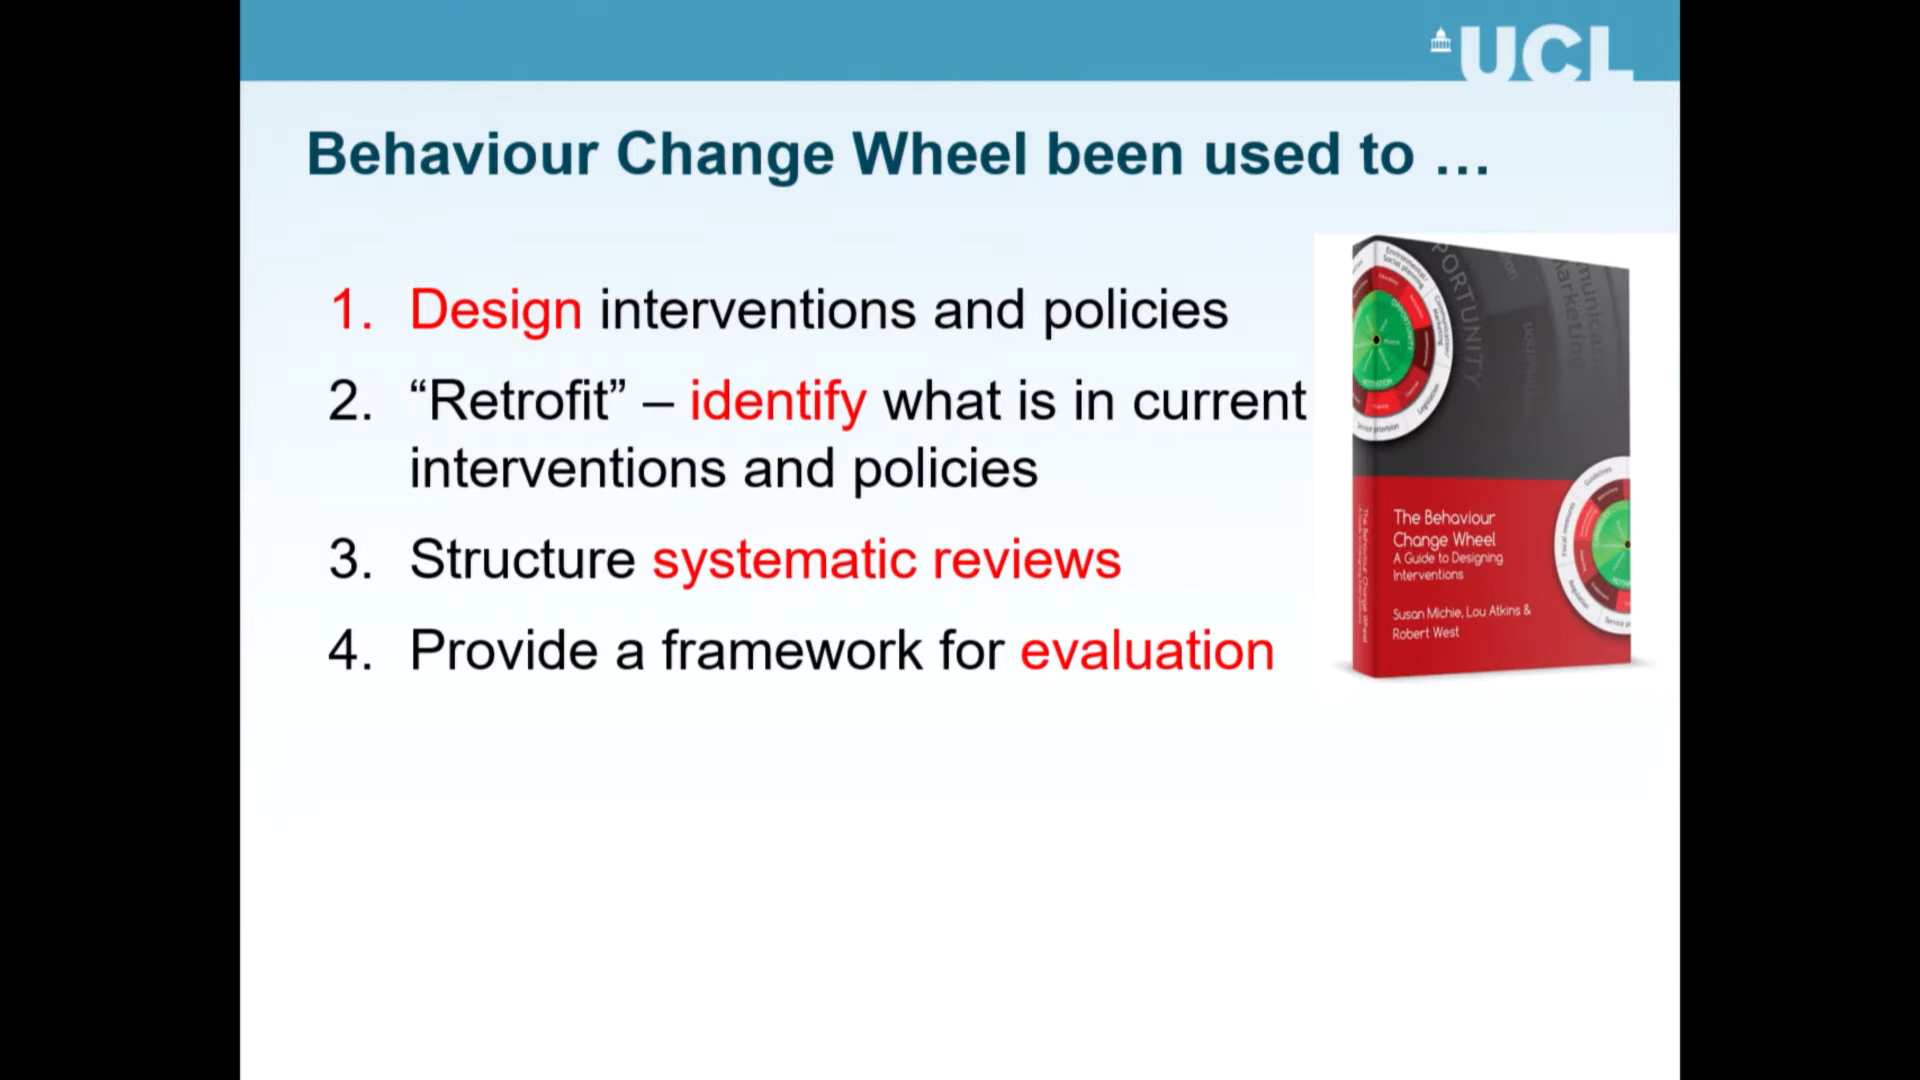 UCL
Behaviour Change Wheel been used to …
1. Design interventions and policies
2. “Retrofit” – identify what is in current
interventions and policies
3. Structure systematic reviews
4. Provide a framework for evaluation
The Behaviour
Change Wheel
A Guide to Designing
Interventions
Susan Michie, Lou Atkins &
Robert West